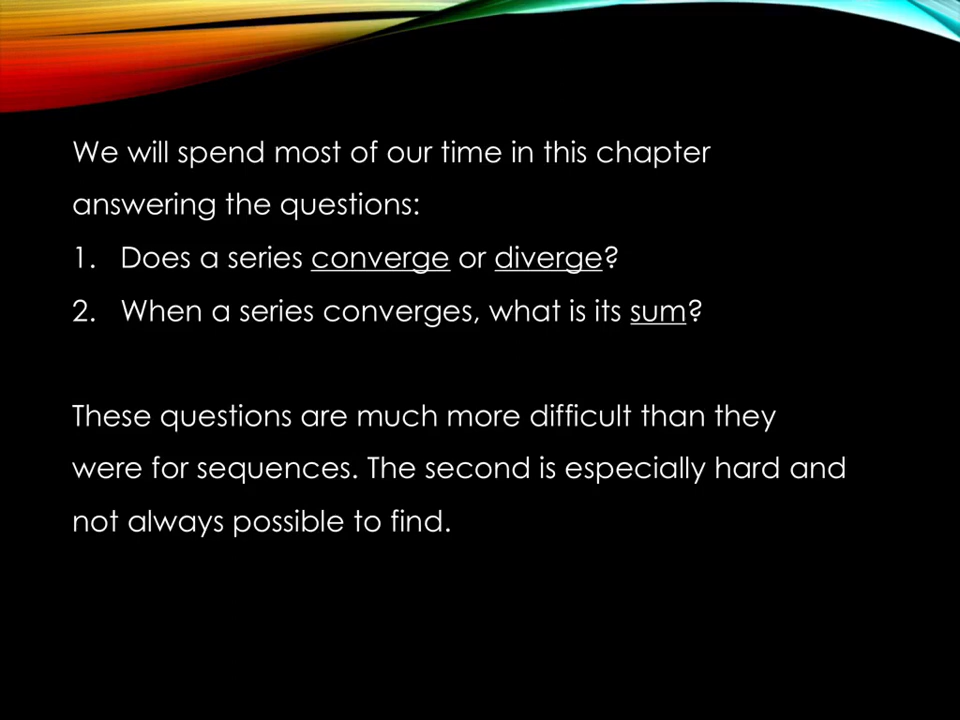 We will spend most of our time in this chapter
answering the questions:
1. Does a series converge or diverge?
2. When a series converges, what is its sum?
These questions are much more difficult than they
were for sequences. The second is especially hard and
not always possible to find.